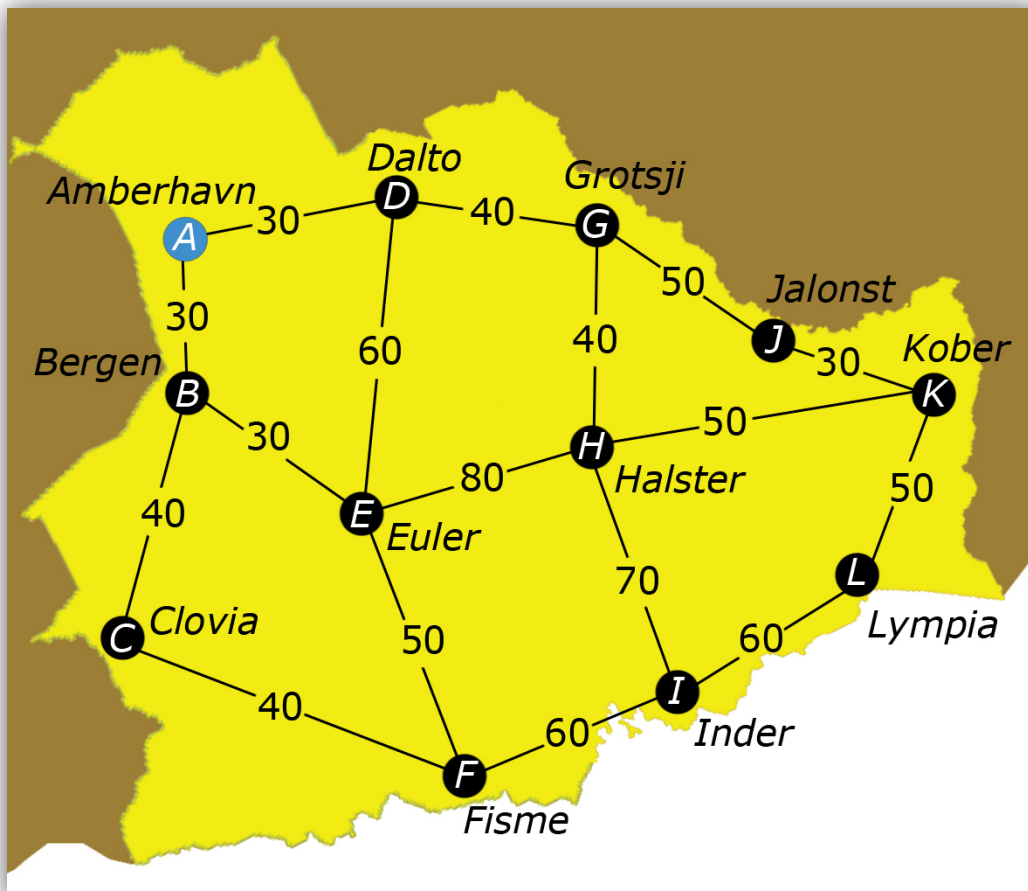 Dalto
Grotsji
Amberhavn
D
30
40
G
A
50
Jalonst
30
40
J
Kober
Bergen
60
30
B
K
50
30
H
80
Halster
50
40
E
Euler
L
70
Clovia
C
50
Lympia
60
40
I
60
Inder
F
Fisme